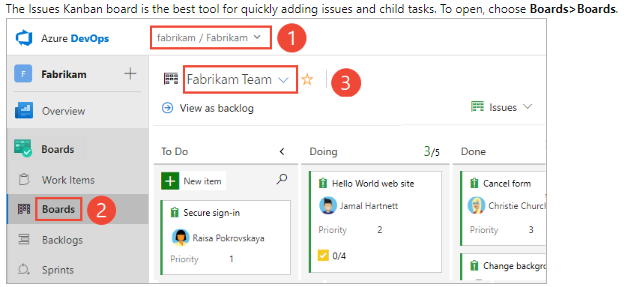 The Issues Kanban board is the best tool for quickly adding issues and child tasks. To open, choose Boards>Boards.
Azure DevOps
fabrikam / Fabrikam
1
F Fabrikam
Fabrikam Team
3
Overview
View as backlog
Issues
Boards
To Do
Doing 3/5
Done
Work Items
New item
Hello World web site
Cancel form
Boards
2
Secure sign-in
Jamal Hartnett
Christie Church
Backlogs
Raisa Pokrovskaya
Priority 2
Priority 3
Priority 1
0/4
Sprints
Change backgro